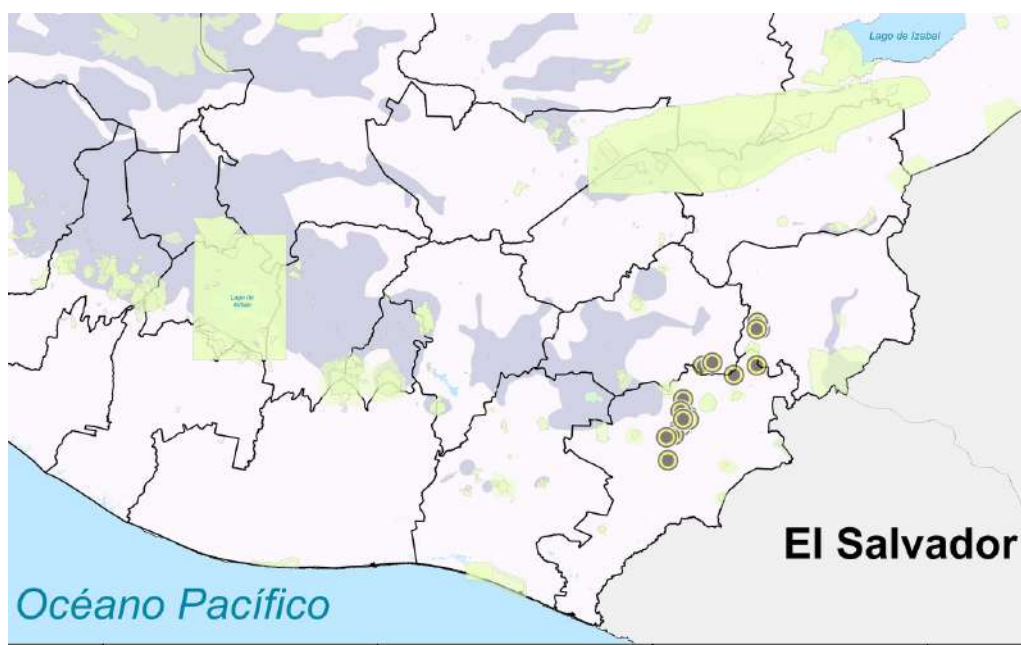 Lago de Izabal
Lago de
Atitlán
El Salvador
Océano Pacífico